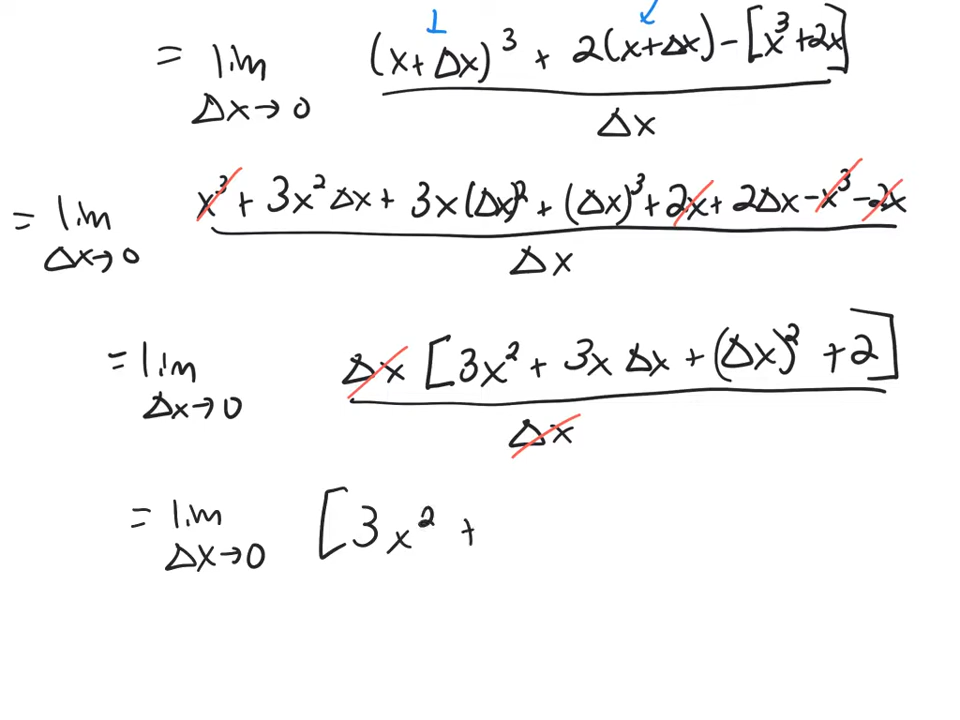 = lim Δx→0 (x+Δx)³ + 2(x+Δx) - [x³+2x] / Δx
= lim Δx→0 x³ + 3x²Δx + 3x(Δx)² + (Δx)³ + 2x + 2Δx - x³ - 2x / Δx
= lim Δx→0 Δx [3x² + 3xΔx + (Δx)² + 2] / Δx
= lim Δx→0 [3x² +